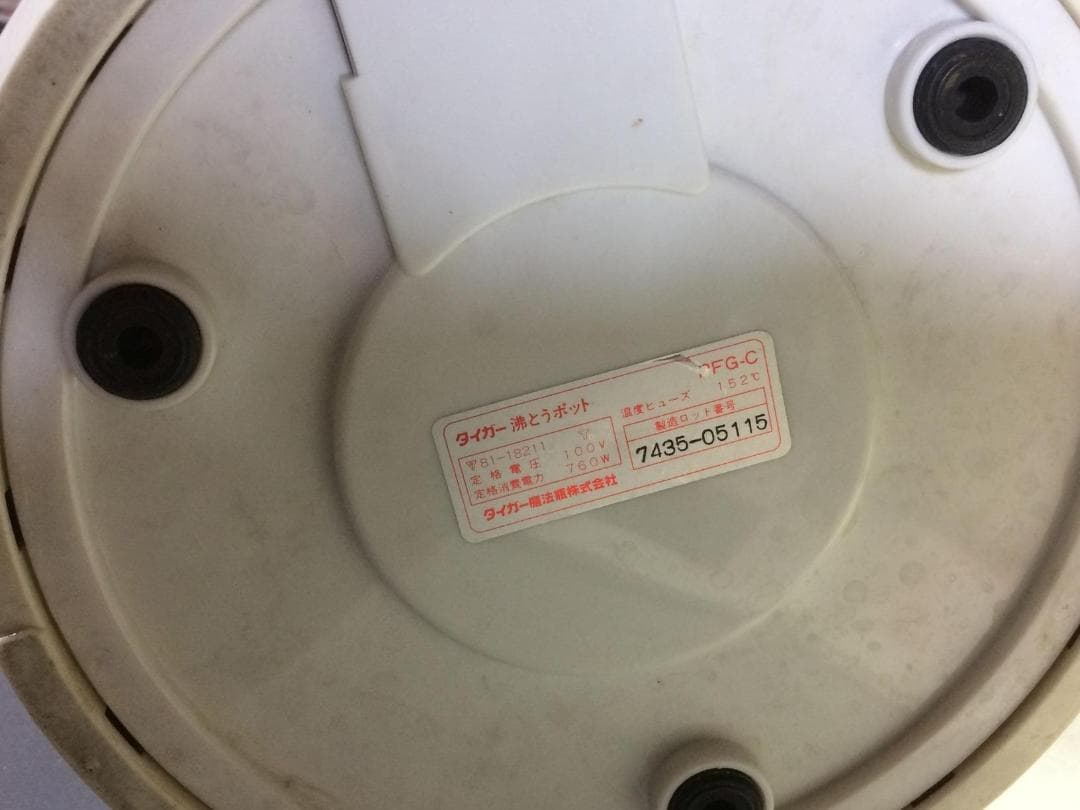 タイガー沸とうポット
▽81-18211 ▽
定格電圧 100V
定格消費電力 760W
タイガー魔法瓶株式会社
FG-C
温度ヒューズ 152℃
製造ロット番号
7435-05115